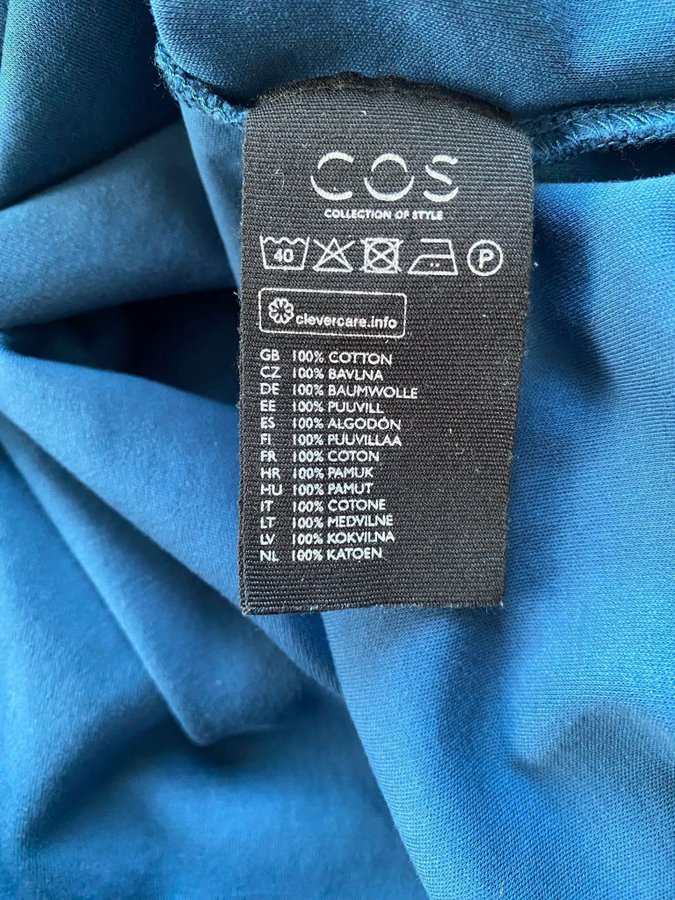 COS
COLLECTION OF STYLE
40 P
clevercare.info
GB 100% COTTON
CZ 100% BAVLNA
DE 100% BAUMWOLLE
EE 100% PUUVILL
ES 100% ALGODÓN
FI 100% PUUVILLAA
FR 100% COTON
HR 100% PAMUK
HU 100% PAMUT
IT 100% COTONE
LT 100% MEDVILNE
LV 100% KOKVILNA
NL 100% KATOEN